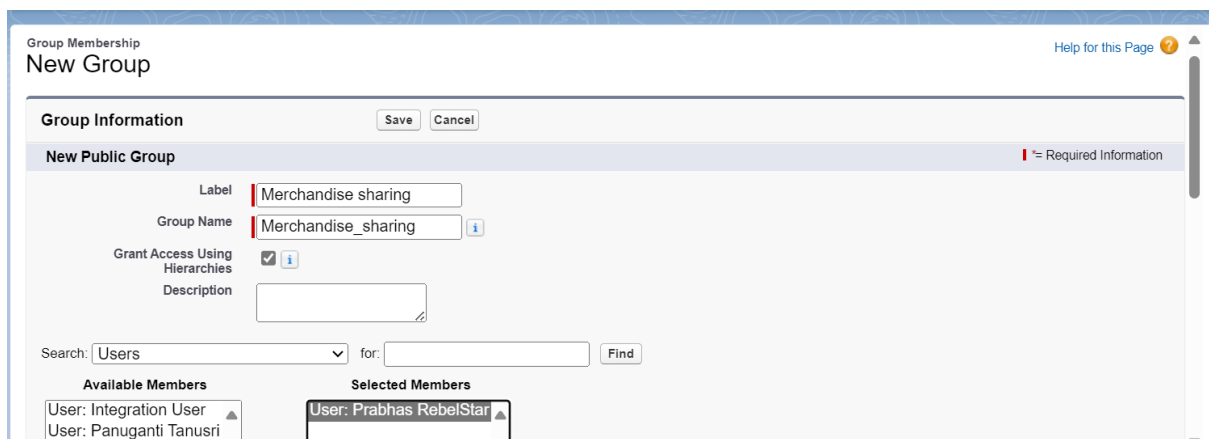 Group Membership
New Group
Help for this Page ?
Group Information
Save Cancel
New Public Group
*= Required Information
Label Merchandise sharing
Group Name Merchandise_sharing i
Grant Access Using
Hierarchies i
Description
Search: Users for: Find
Available Members Selected Members
User: Integration User User: Prabhas RebelStar
User: Panuganti Tanusri